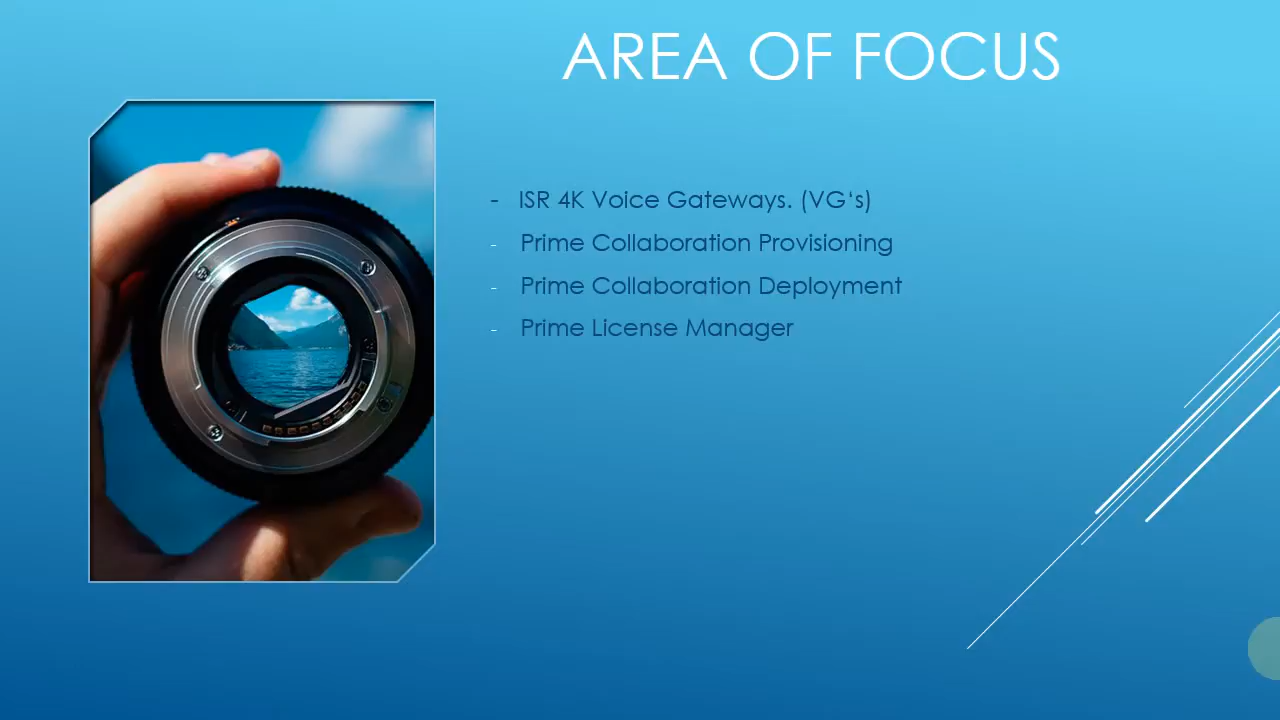 AREA OF FOCUS
- ISR 4K Voice Gateways. (VG‘s)
- Prime Collaboration Provisioning
- Prime Collaboration Deployment
- Prime License Manager